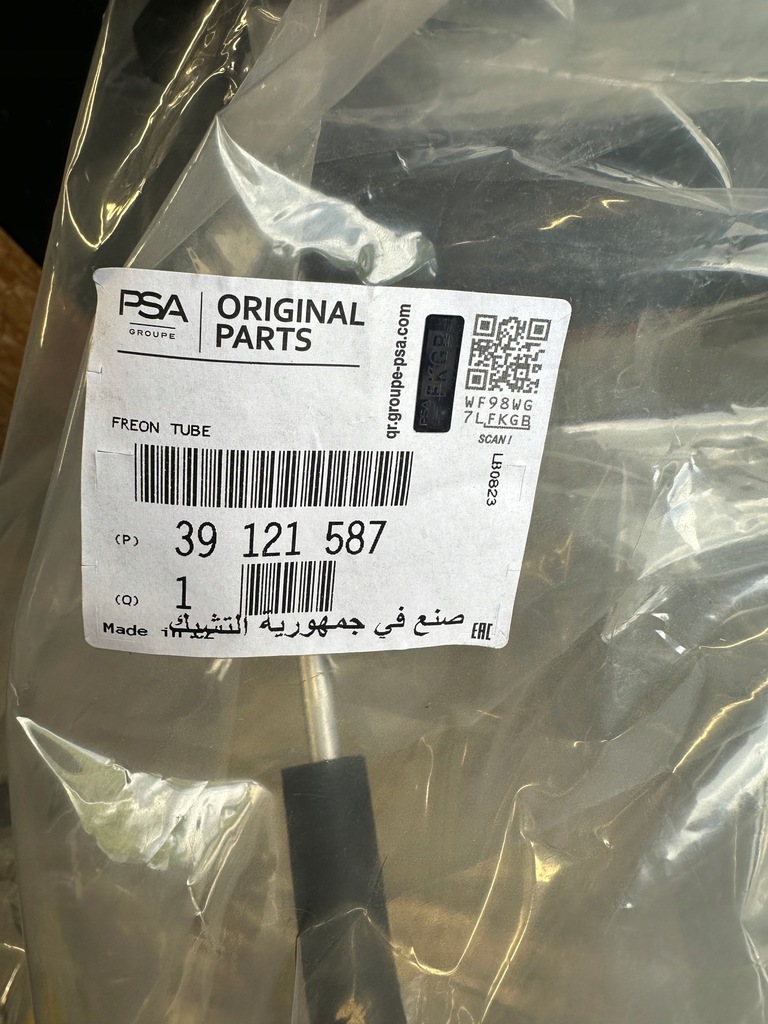 PSA
GROUPE
ORIGINAL
PARTS
qr.groupe-psa.com
WF98WG
7LFKGB
SCAN!
LB0823
FREON TUBE
(P) 39 121 587
(Q) 1
Made in CZ
صنع في جمهورية التشيك
EAC